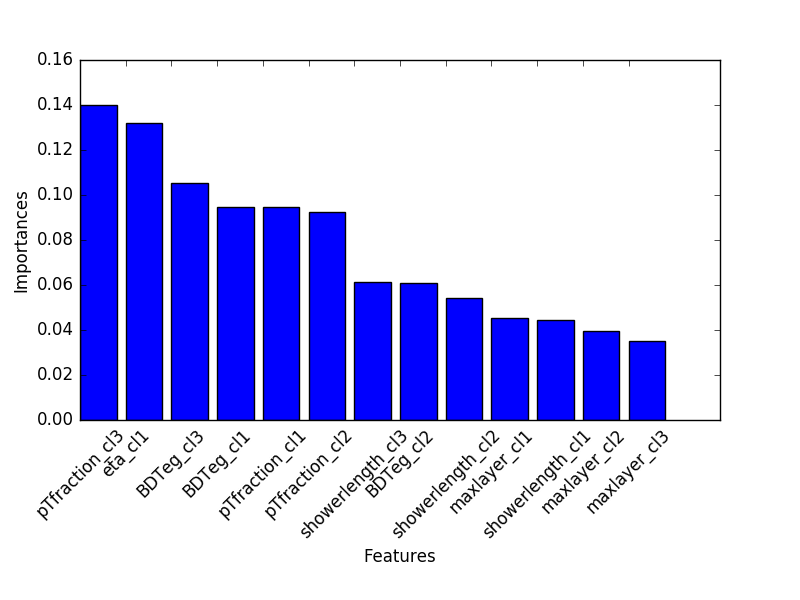 0.16
0.14
0.12
0.10
0.08
0.06
0.04
0.02
0.00
Importances
pTfraction_cl3
eta_cl1
BDTeg_cl3
BDTeg_cl1
pTfraction_cl1
pTfraction_cl2
showerlength_cl3
BDTeg_cl2
showerlength_cl2
maxlayer_cl1
showerlength_cl1
maxlayer_cl2
maxlayer_cl3
Features